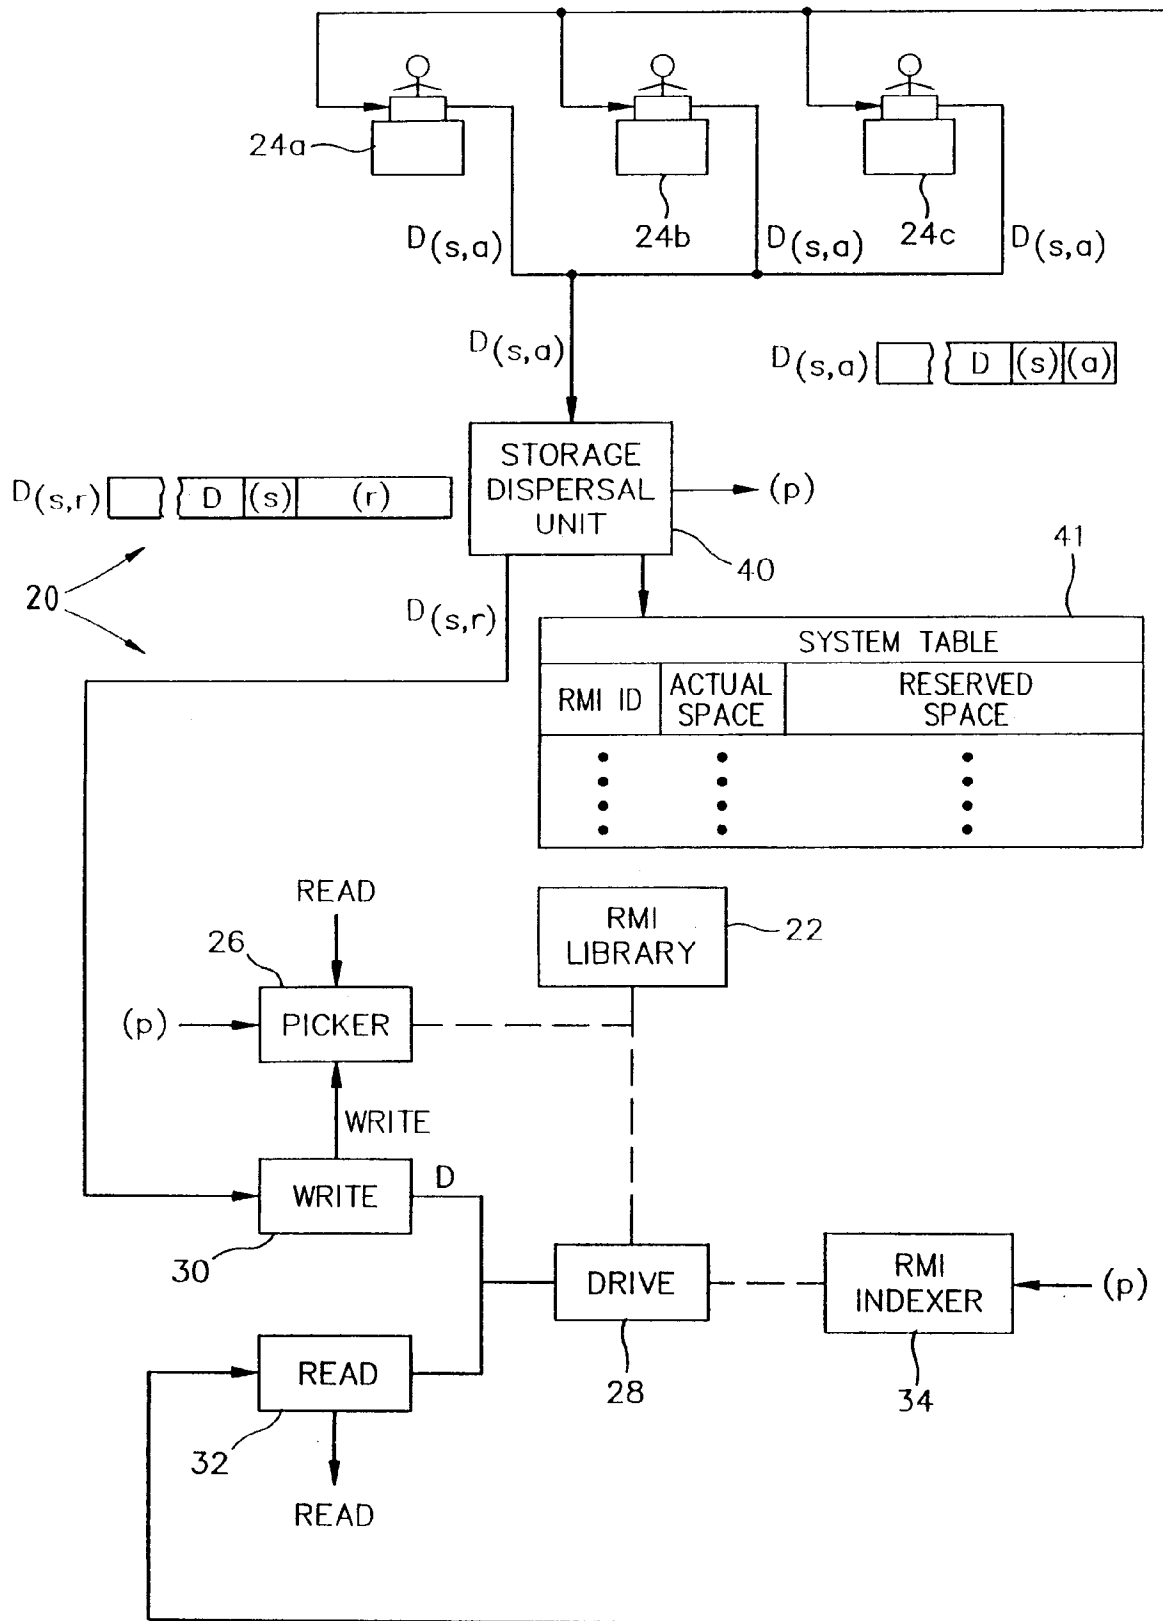 24a
24b
24c
D(s,a)
D(s,a)
D(s,a)
D(s,a)
D(s,a) D (s) (a)
STORAGE
DISPERSAL
UNIT
(p)
D(s,r) D (s) (r)
40
41
20
D(s,r)
SYSTEM TABLE
RMI ID
ACTUAL
SPACE
RESERVED
SPACE
READ
RMI
LIBRARY
22
26
(p)
PICKER
WRITE
WRITE
D
30
DRIVE
28
RMI
INDEXER
(p)
34
READ
32
READ